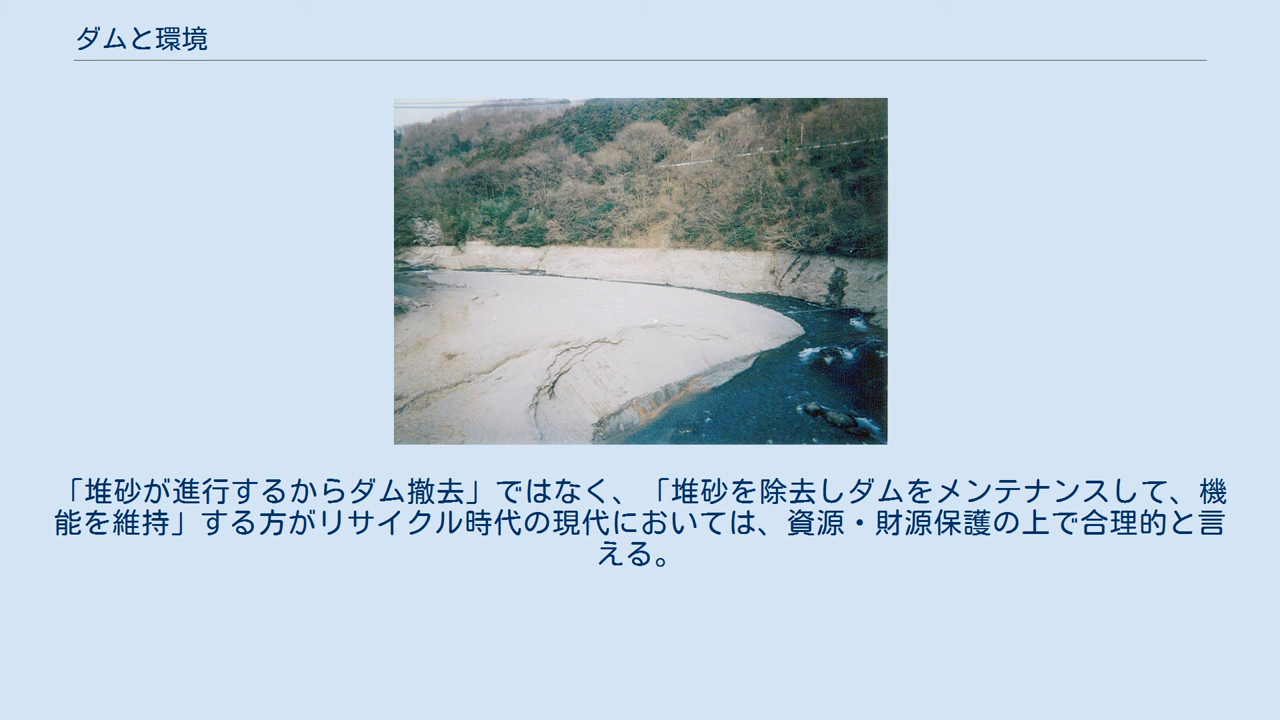 ダムと環境
「堆砂が進行するからダム撤去」ではなく、「堆砂を除去しダムをメンテナンスして、機
能を維持」する方がリサイクル時代の現代においては、資源・財源保護の上で合理的と言
える。